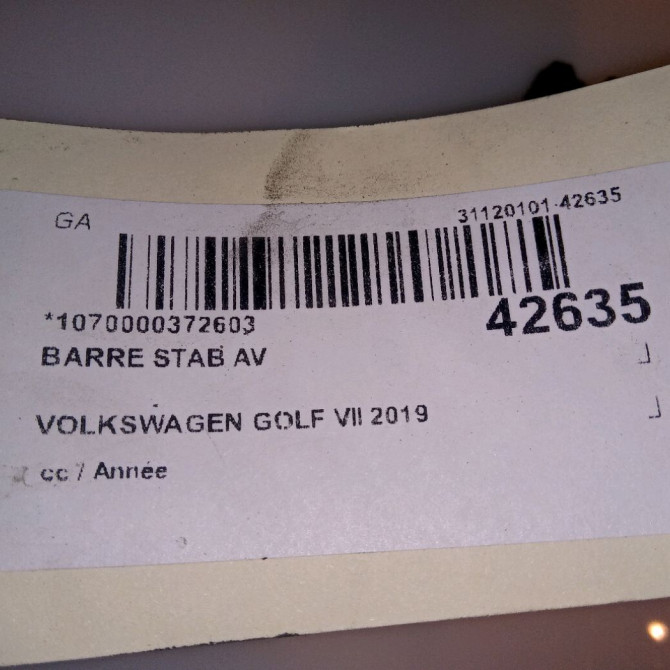 GA
31120101-42635
*1070000372603
42635
BARRE STAB AV
VOLKSWAGEN GOLF VII 2019
cc / Année